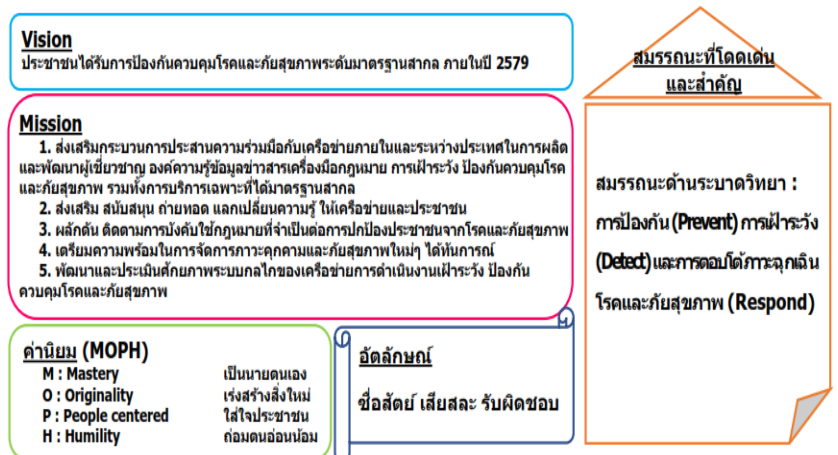 Vision
ประชาชนได้รับการป้องกันควบคุมโรคและภัยสุขภาพระดับมาตรฐานสากล ภายในปี 2579
Mission
1. ส่งเสริมกระบวนการประสานความร่วมมือกับเครือข่ายภายในและระหว่างประเทศในการผลิต
และพัฒนาผู้เชี่ยวชาญ องค์ความรู้ข้อมูลข่าวสารเครื่องมือกฎหมาย การเฝ้าระวัง ป้องกันควบคุมโรค
และภัยสุขภาพ รวมทั้งการบริการเฉพาะที่ได้มาตรฐานสากล
2. ส่งเสริม สนับสนุน ถ่ายทอด แลกเปลี่ยนความรู้ ให้เครือข่ายและประชาชน
3. ผลักดัน ติดตามการบังคับใช้กฎหมายที่จำเป็นต่อการปกป้องประชาชนจากโรคและภัยสุขภาพ
4. เตรียมความพร้อมในการจัดการภาวะคุกคามและภัยสุขภาพใหม่ๆ ได้ทันการณ์
5. พัฒนาและประเมินศักยภาพระบบกลไกของเครือข่ายการดำเนินงานเฝ้าระวัง ป้องกัน
ควบคุมโรคและภัยสุขภาพ
ค่านิยม (MOPH)
M : Mastery เป็นนายตนเอง
O : Originality เร่งสร้างสิ่งใหม่
P : People centered ใส่ใจประชาชน
H : Humility ถ่อมตนอ่อนน้อม
อัตลักษณ์
ซื่อสัตย์ เสียสละ รับผิดชอบ
สมรรถนะที่โดดเด่น
และสำคัญ
สมรรถนะด้านระบาดวิทยา :
การป้องกัน (Prevent) การเฝ้าระวัง
(Detect) และการตอบโต้ภาวะฉุกเฉิน
โรคและภัยสุขภาพ (Respond)